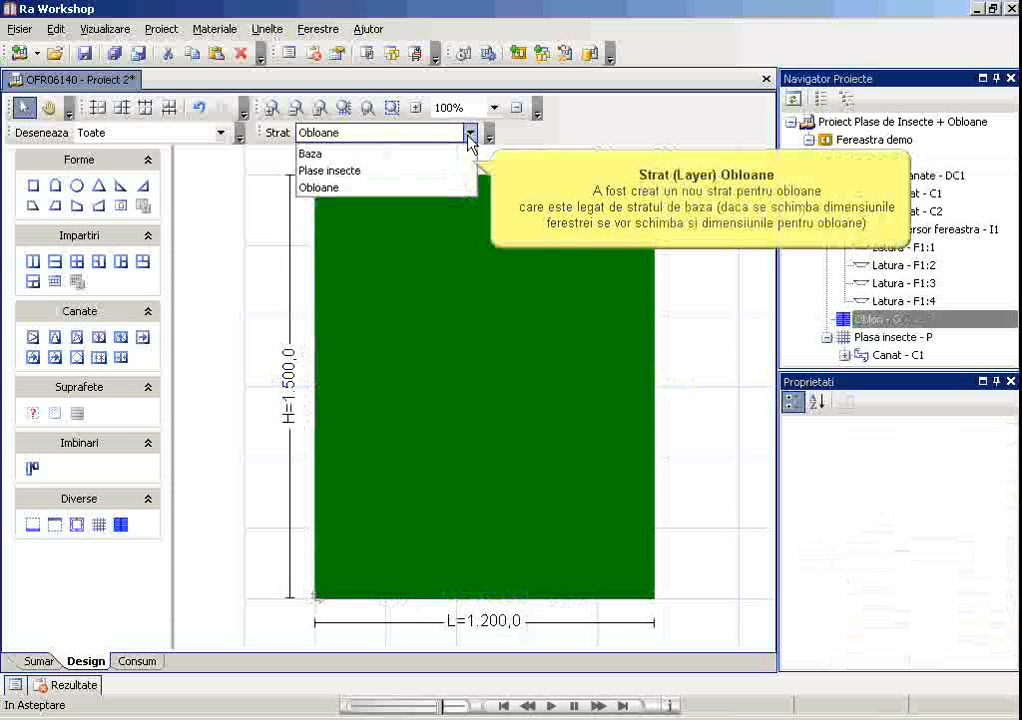 Ra Workshop
Fisier Edit Vizualizare Proiect Materiale Unelte Ferestre Ajutor
OFR06140 - Proiect 2*
100%
Deseneaza Toate
Strat Obloane
Baza
Plase insecte
Obloane
Forme
Impartiri
Canate
Suprafete
Imbinari
Diverse
Strat (Layer) Obloane
A fost creat un nou strat pentru obloane
care este legat de stratul de baza (daca se schimba dimensiunile
ferestrei se vor schimba si dimensiunile pentru obloane)
H=1.500,0
L=1.200,0
Navigator Proiecte
Proiect Plase de Insecte + Obloane
Fereastra demo
anate - DC1
at - C1
at - C2
ersor fereastra - I1
Latura - F1:1
Latura - F1:2
Latura - F1:3
Latura - F1:4
Plasa insecte - P
Canat - C1
Proprietati
Sumar Design Consum
Rezultate
In Asteptare